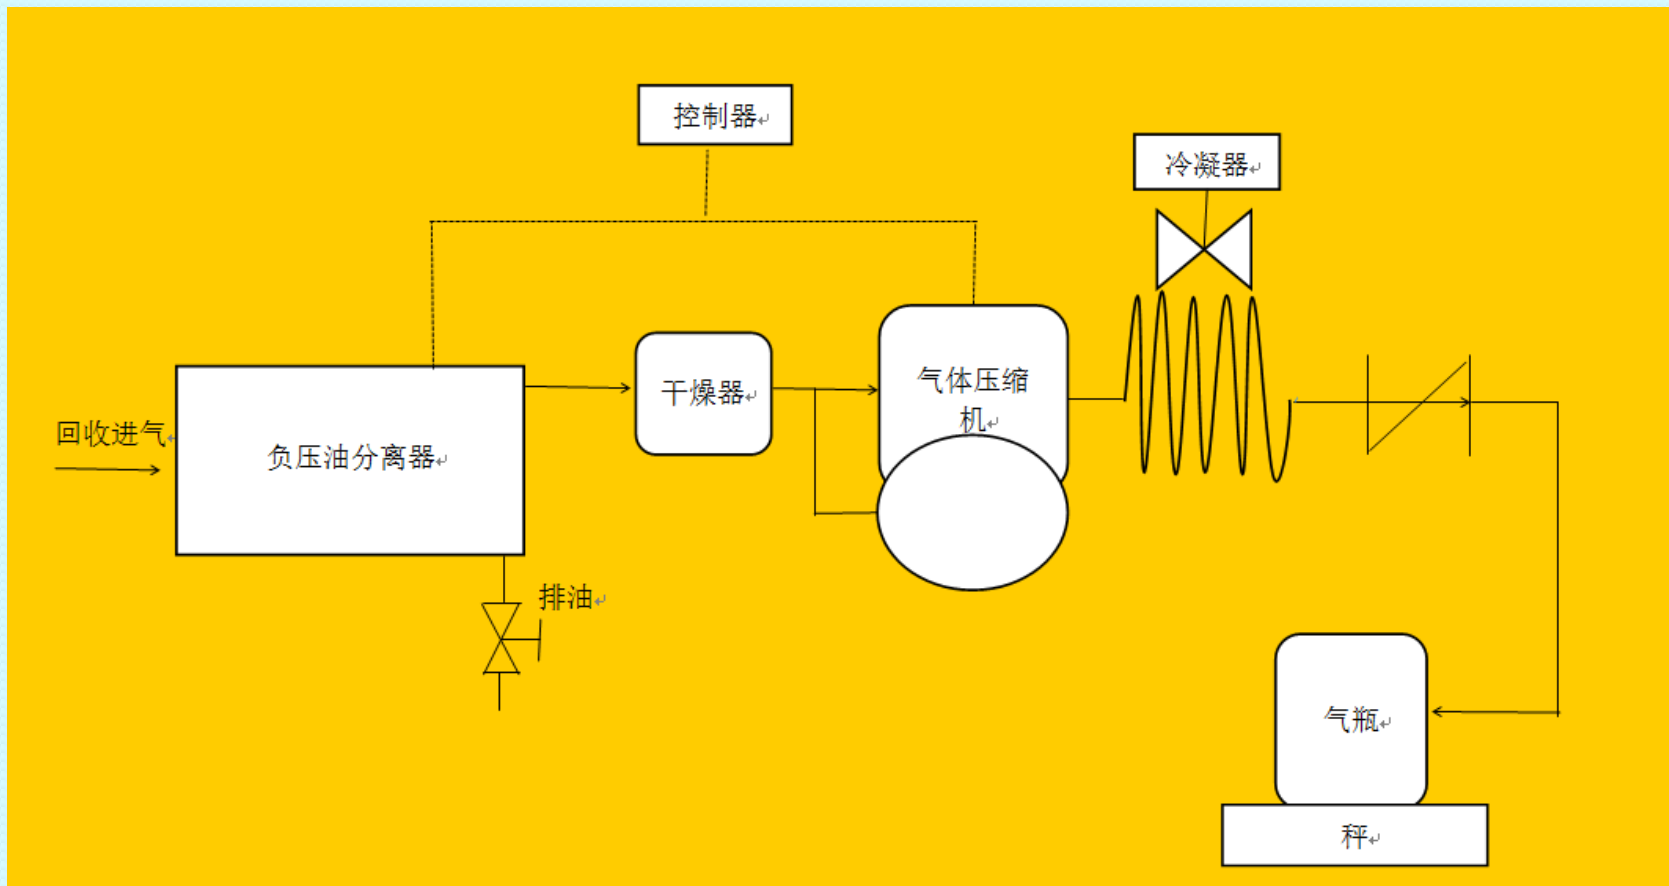 控制器
冷凝器
气体压缩
机
干燥器
回收进气
负压油分离器
排油
气瓶
秤